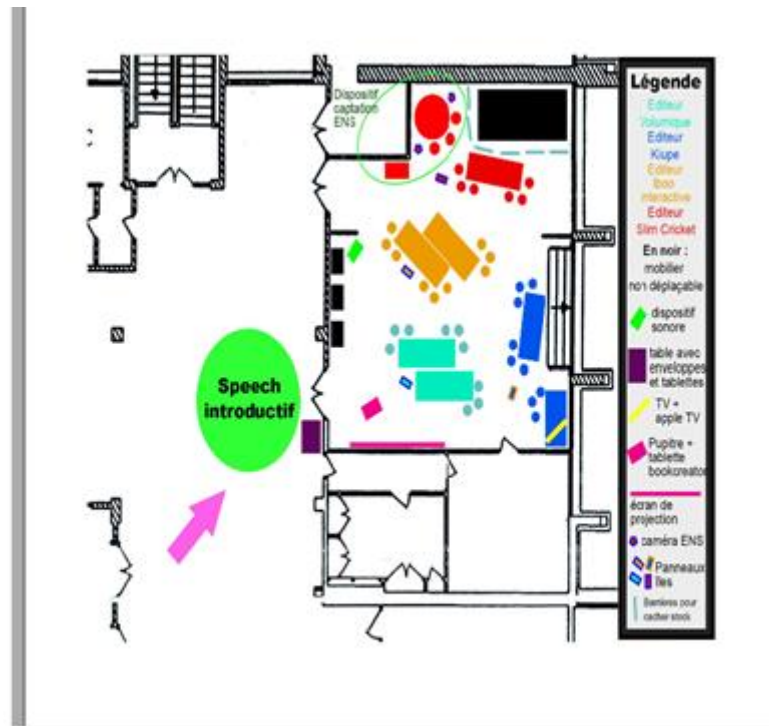 Dispositif
captation
ENS
Speech
introductif
Légende
Editeur
Volumique
Editeur
Kiupe
Editeur
Iboo
interactive
Editeur
Slim Cricket
En noir :
mobilier
non déplaçable
dispositif
sonore
table avec
enveloppes
et tablettes
TV +
apple TV
Pupitre +
tablette
bookcreator
écran de
projection
caméra ENS
Panneaux
Iles
Barrières pour
cacher stock